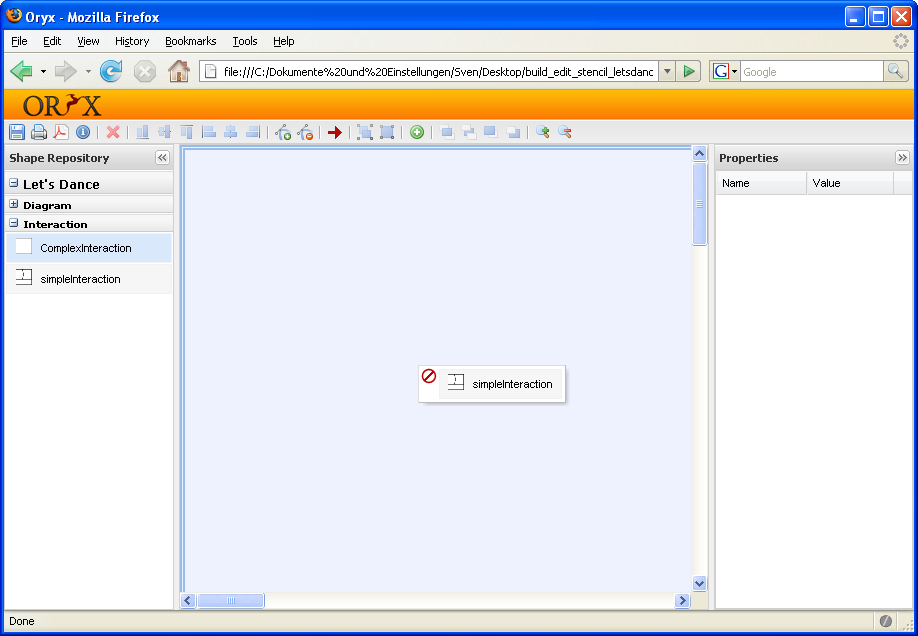 Oryx - Mozilla Firefox
File Edit View History Bookmarks Tools Help
file:///C:/Dokumente%20und%20Einstellungen/Sven/Desktop/build_edit_stencil_letsdanc
G Google
ORYX
Shape Repository
Let's Dance
Diagram
Interaction
ComplexInteraction
simpleInteraction
simpleInteraction
Properties
Name Value
Done